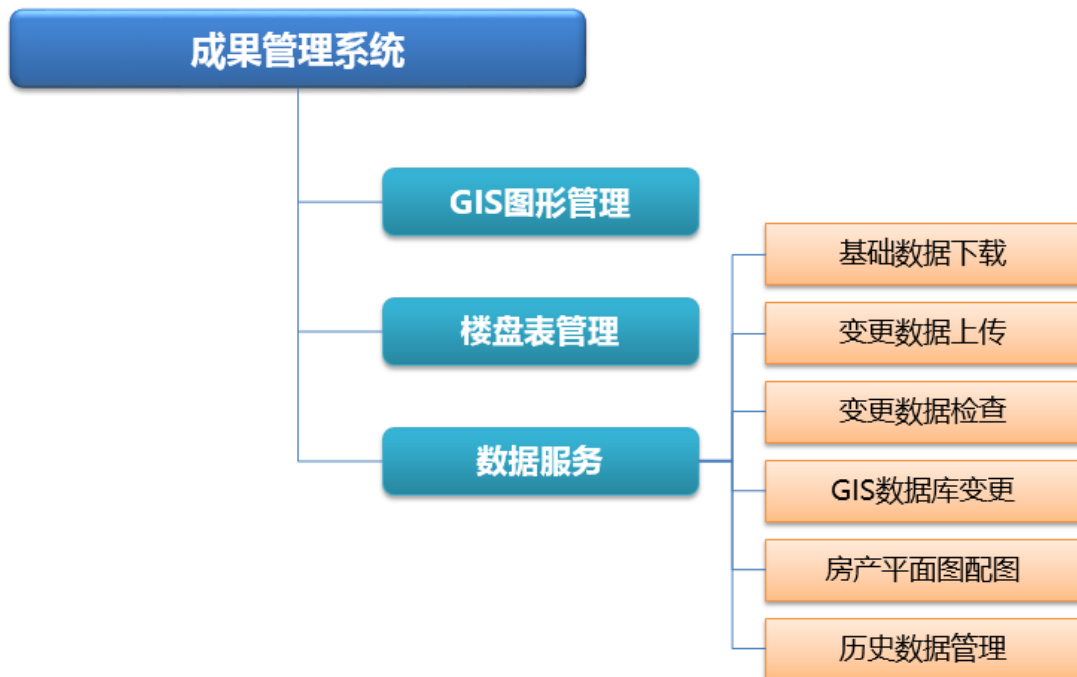 成果管理系统
GIS图形管理
楼盘表管理
数据服务
基础数据下载
变更数据上传
变更数据检查
GIS数据库变更
房产平面图配图
历史数据管理